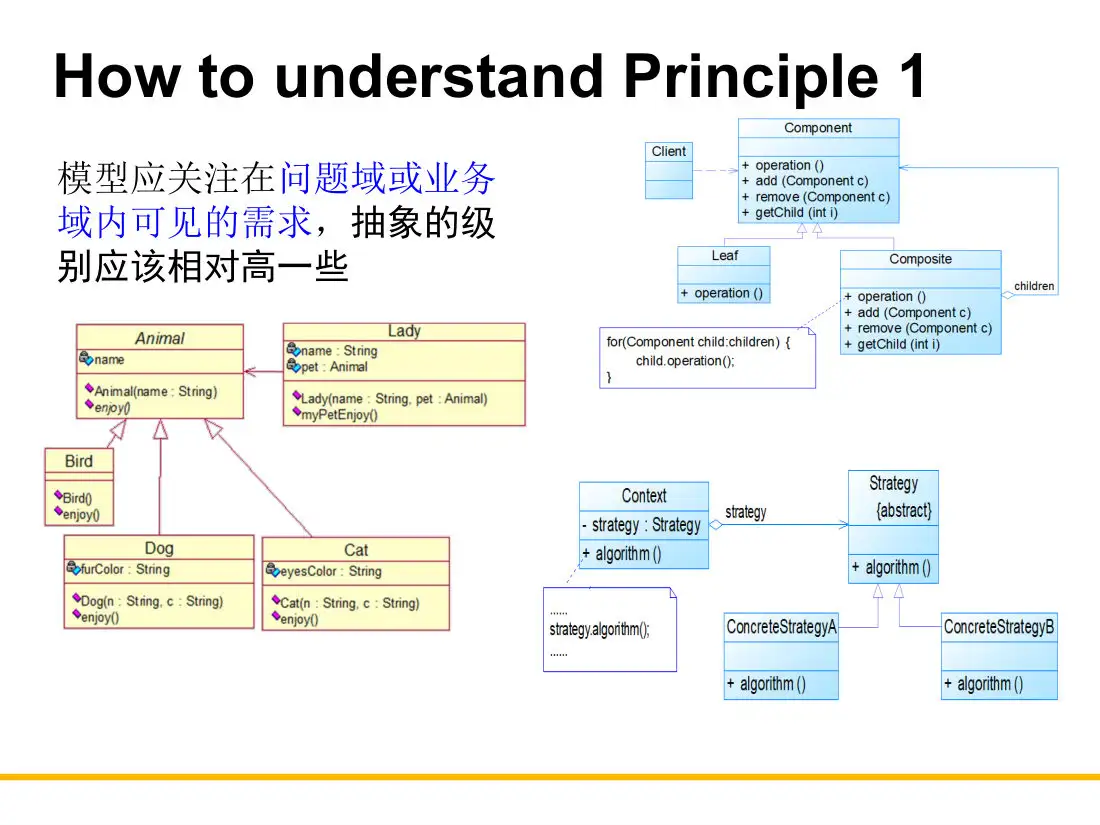 How to understand Principle 1
模型应关注在问题域或业务
域内可见的需求，抽象的级
别应该相对高一些
Animal
name
Animal(name : String)
enjoy()
Lady
name : String
pet : Animal
Lady(name : String, pet : Animal)
myPetEnjoy()
Bird
Bird()
enjoy()
Dog
furColor : String
Dog(n : String, c : String)
enjoy()
Cat
eyesColor : String
Cat(n : String, c : String)
enjoy()
Client
Component
+ operation ()
+ add (Component c)
+ remove (Component c)
+ getChild (int i)
Leaf
+ operation ()
Composite
+ operation ()
+ add (Component c)
+ remove (Component c)
+ getChild (int i)
children
for(Component child:children) {
child.operation();
}
Context
- strategy : Strategy
+ algorithm ()
strategy
Strategy
{abstract}
+ algorithm ()
......
strategy.algorithm();
......
ConcreteStrategyA
+ algorithm ()
ConcreteStrategyB
+ algorithm ()